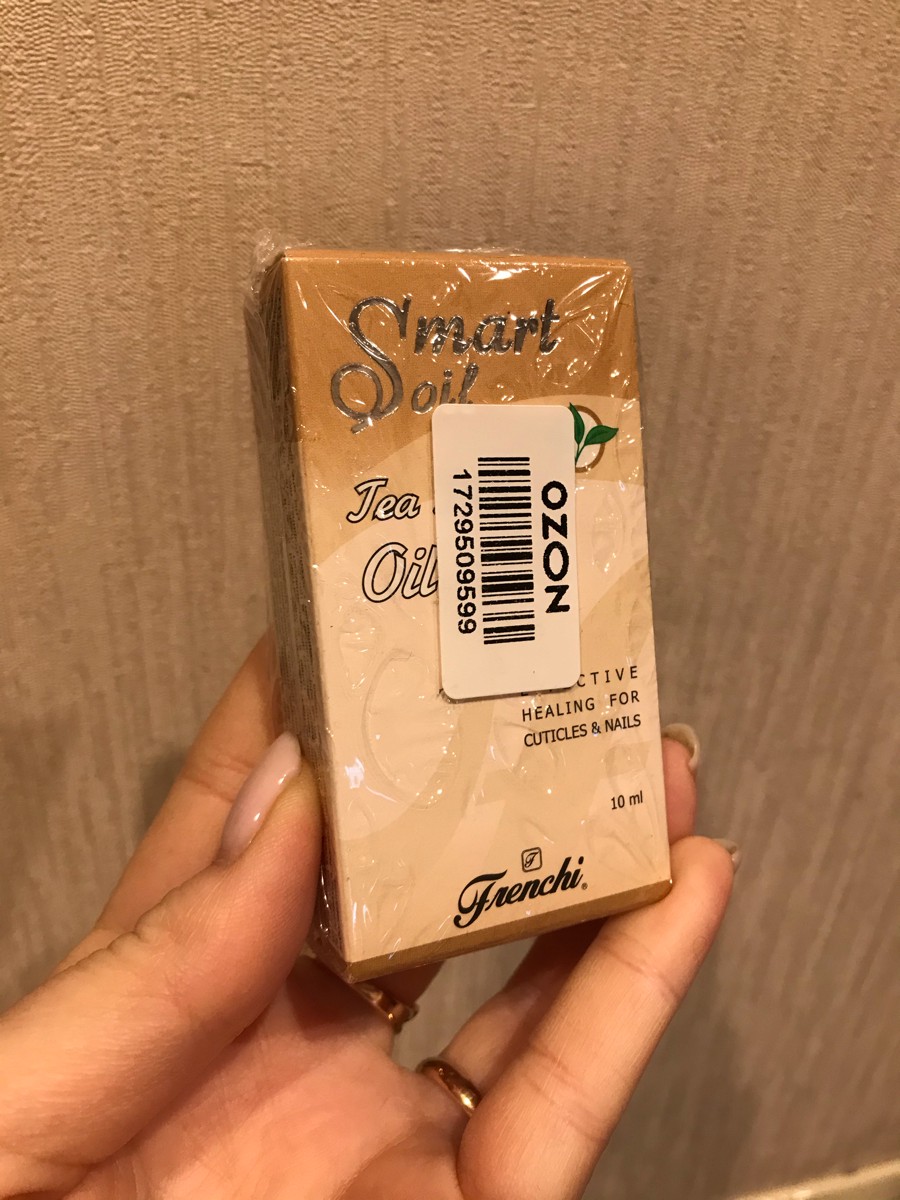 Smart
oil
Tea
Oil
OZON
1729509599
HEALING FOR
CUTICLES & NAILS
10 ml
F
Frenchi®